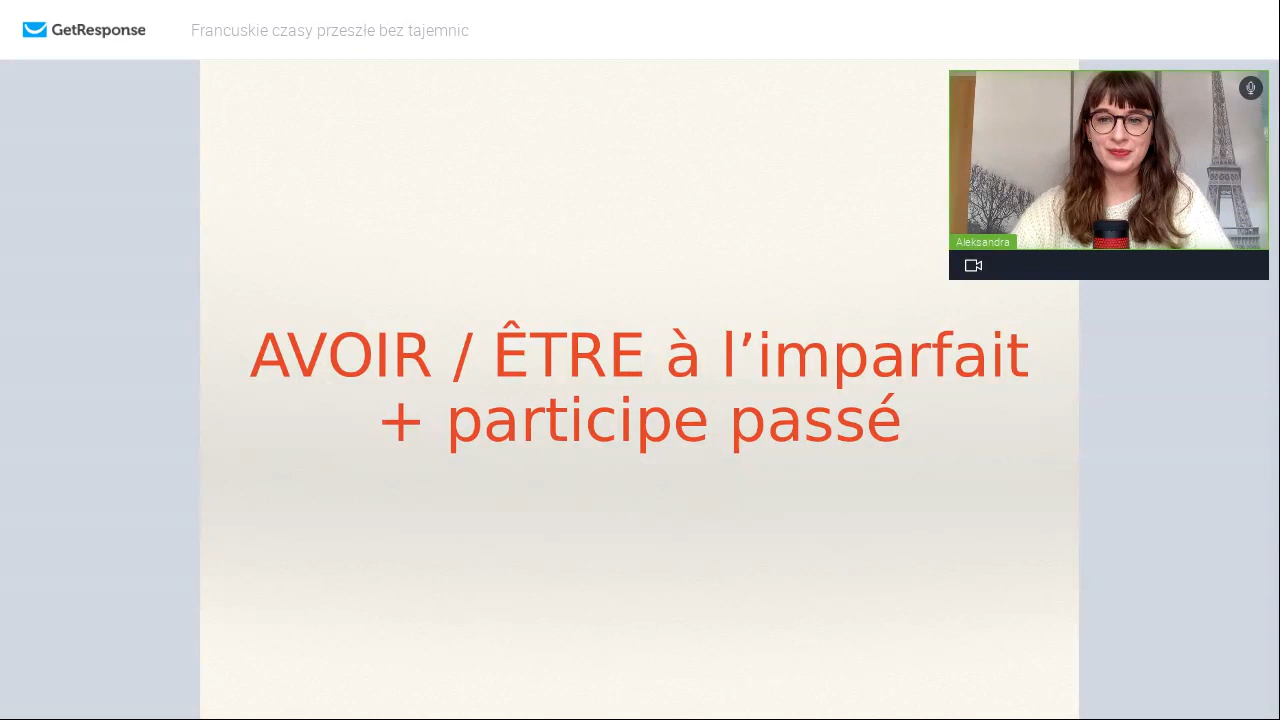 GetResponse
Francuskie czasy przeszłe bez tajemnic
Aleksandra
AVOIR / ÊTRE à l’imparfait
+ participe passé